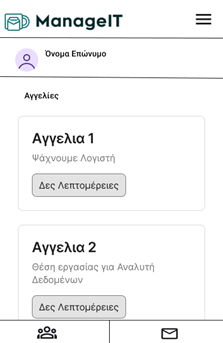 ManageIT
Όνομα Επώνυμο
Αγγελίες
Αγγελια 1
Ψάχνουμε Λογιστή
Δες Λεπτομέρειες
Αγγελια 2
Θέση εργασίας για Αναλυτή
Δεδομένων
Δες Λεπτομέρειες